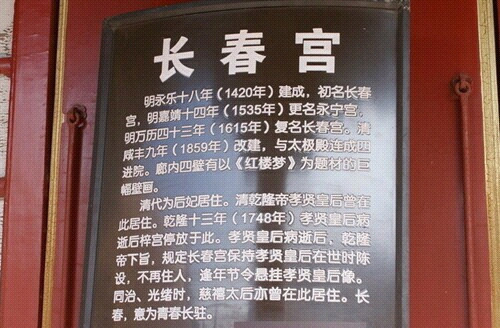 长春宫
明永乐十八年（1420年）建成，初名长春
宫，明嘉靖十四年（1535年）更名永宁宫。
明万历四十三年（1615年）复名长春宫。清
咸丰九年（1859年）改建，与太极殿连成四
进院。廊内四壁有以《红楼梦》为题材的巨
幅壁画。
清代为后妃居住。清乾隆帝孝贤皇后曾在
此居住。乾隆十三年（1748年）孝贤皇后病
逝后梓宫停放于此。孝贤皇后病逝后、乾隆
帝下旨，规定长春宫保持孝贤皇后在世时陈
设，不再住人，逢年节令悬挂孝贤皇后像。
同治、光绪时，慈禧太后亦曾在此居住。长
春，意为青春长驻。